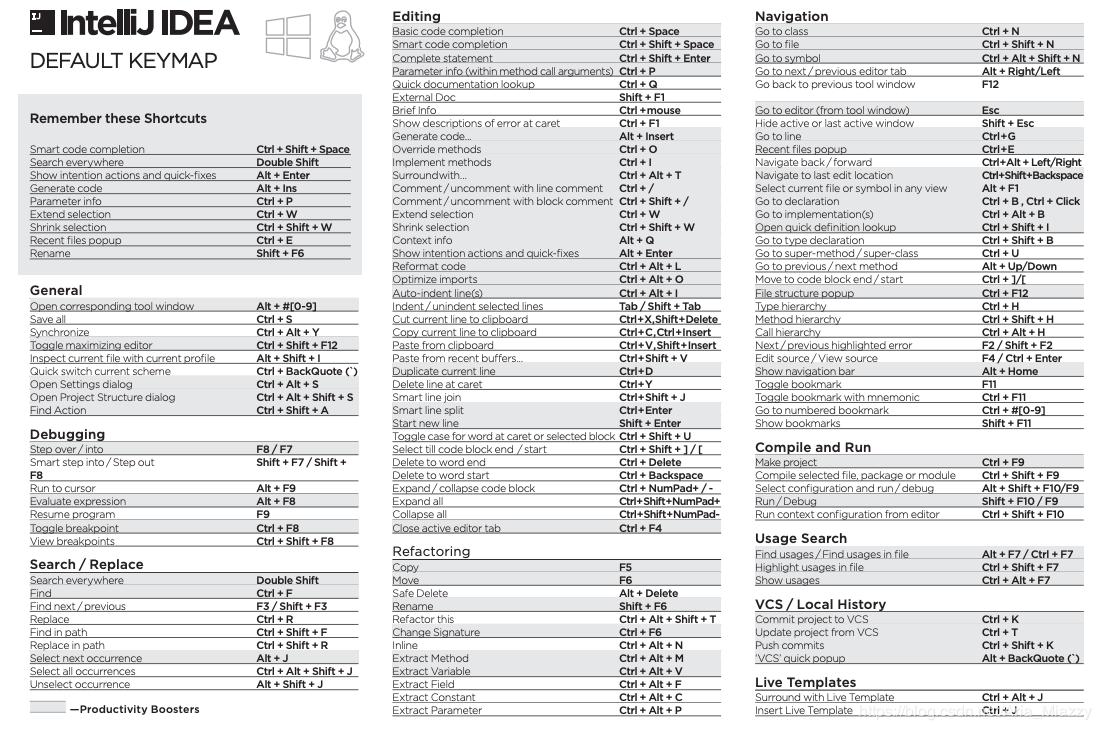 IntelliJ IDEA
DEFAULT KEYMAP
Remember these Shortcuts
Smart code completion Ctrl + Shift + Space
Search everywhere Double Shift
Show intention actions and quick-fixes Alt + Enter
Generate code Alt + Ins
Parameter info Ctrl + P
Extend selection Ctrl + W
Shrink selection Ctrl + Shift + W
Recent files popup Ctrl + E
Rename Shift + F6
General
Open corresponding tool window Alt + #[0-9]
Save all Ctrl + S
Synchronize Ctrl + Alt + Y
Toggle maximizing editor Ctrl + Shift + F12
Inspect current file with current profile Alt + Shift + I
Quick switch current scheme Ctrl + BackQuote (`)
Open Settings dialog Ctrl + Alt + S
Open Project Structure dialog Ctrl + Alt + Shift + S
Find Action Ctrl + Shift + A
Debugging
Step over / into F8 / F7
Smart step into / Step out Shift + F7 / Shift +
F8
Run to cursor Alt + F9
Evaluate expression Alt + F8
Resume program F9
Toggle breakpoint Ctrl + F8
View breakpoints Ctrl + Shift + F8
Search / Replace
Search everywhere Double Shift
Find Ctrl + F
Find next / previous F3 / Shift + F3
Replace Ctrl + R
Find in path Ctrl + Shift + F
Replace in path Ctrl + Shift + R
Select next occurrence Alt + J
Select all occurrences Ctrl + Alt + Shift + J
Unselect occurrence Alt + Shift + J
—Productivity Boosters
Editing
Basic code completion Ctrl + Space
Smart code completion Ctrl + Shift + Space
Complete statement Ctrl + Shift + Enter
Parameter info (within method call arguments) Ctrl + P
Quick documentation lookup Ctrl + Q
External Doc Shift + F1
Brief Info Ctrl +mouse
Show descriptions of error at caret Ctrl + F1
Generate code... Alt + Insert
Override methods Ctrl + O
Implement methods Ctrl + I
Surroundwith... Ctrl + Alt + T
Comment / uncomment with line comment Ctrl + /
Comment / uncomment with block comment Ctrl + Shift + /
Extend selection Ctrl + W
Shrink selection Ctrl + Shift + W
Context info Alt + Q
Show intention actions and quick-fixes Alt + Enter
Reformat code Ctrl + Alt + L
Optimize imports Ctrl + Alt + O
Auto-indent line(s) Ctrl + Alt + I
Indent / unindent selected lines Tab / Shift + Tab
Cut current line to clipboard Ctrl+X,Shift+Delete
Copy current line to clipboard Ctrl+C,Ctrl+Insert
Paste from clipboard Ctrl+V,Shift+Insert
Paste from recent buffers... Ctrl+Shift + V
Duplicate current line Ctrl+D
Delete line at caret Ctrl+Y
Smart line join Ctrl+Shift + J
Smart line split Ctrl+Enter
Start new line Shift + Enter
Toggle case for word at caret or selected block Ctrl + Shift + U
Select till code block end / start Ctrl + Shift + ] / [
Delete to word end Ctrl + Delete
Delete to word start Ctrl + Backspace
Expand / collapse code block Ctrl + NumPad+ / -
Expand all Ctrl+Shift+NumPad+
Collapse all Ctrl+Shift+NumPad-
Close active editor tab Ctrl + F4
Refactoring
Copy F5
Move F6
Safe Delete Alt + Delete
Rename Shift + F6
Refactor this Ctrl + Alt + Shift + T
Change Signature Ctrl + F6
Inline Ctrl + Alt + N
Extract Method Ctrl + Alt + M
Extract Variable Ctrl + Alt + V
Extract Field Ctrl + Alt + F
Extract Constant Ctrl + Alt + C
Extract Parameter Ctrl + Alt + P
Navigation
Go to class Ctrl + N
Go to file Ctrl + Shift + N
Go to symbol Ctrl + Alt + Shift + N
Go to next / previous editor tab Alt + Right/Left
Go back to previous tool window F12
Go to editor (from tool window) Esc
Hide active or last active window Shift + Esc
Go to line Ctrl+G
Recent files popup Ctrl+E
Navigate back / forward Ctrl+Alt + Left/Right
Navigate to last edit location Ctrl+Shift+Backspace
Select current file or symbol in any view Alt + F1
Go to declaration Ctrl + B , Ctrl + Click
Go to implementation(s) Ctrl + Alt + B
Open quick definition lookup Ctrl + Shift + I
Go to type declaration Ctrl + Shift + B
Go to super-method / super-class Ctrl + U
Go to previous / next method Alt + Up/Down
Move to code block end / start Ctrl + ]/[
File structure popup Ctrl + F12
Type hierarchy Ctrl + H
Method hierarchy Ctrl + Shift + H
Call hierarchy Ctrl + Alt + H
Next / previous highlighted error F2 / Shift + F2
Edit source / View source F4 / Ctrl + Enter
Show navigation bar Alt + Home
Toggle bookmark F11
Toggle bookmark with mnemonic Ctrl + F11
Go to numbered bookmark Ctrl + #[0-9]
Show bookmarks Shift + F11
Compile and Run
Make project Ctrl + F9
Compile selected file, package or module Ctrl + Shift + F9
Select configuration and run / debug Alt + Shift + F10/F9
Run / Debug Shift + F10 / F9
Run context configuration from editor Ctrl + Shift + F10
Usage Search
Find usages / Find usages in file Alt + F7 / Ctrl + F7
Highlight usages in file Ctrl + Shift + F7
Show usages Ctrl + Alt + F7
VCS / Local History
Commit project to VCS Ctrl + K
Update project from VCS Ctrl + T
Push commits Ctrl + Shift + K
'VCS' quick popup Alt + BackQuote (`)
Live Templates
Surround with Live Template Ctrl + Alt + J
Insert Live Template Ctrl + J